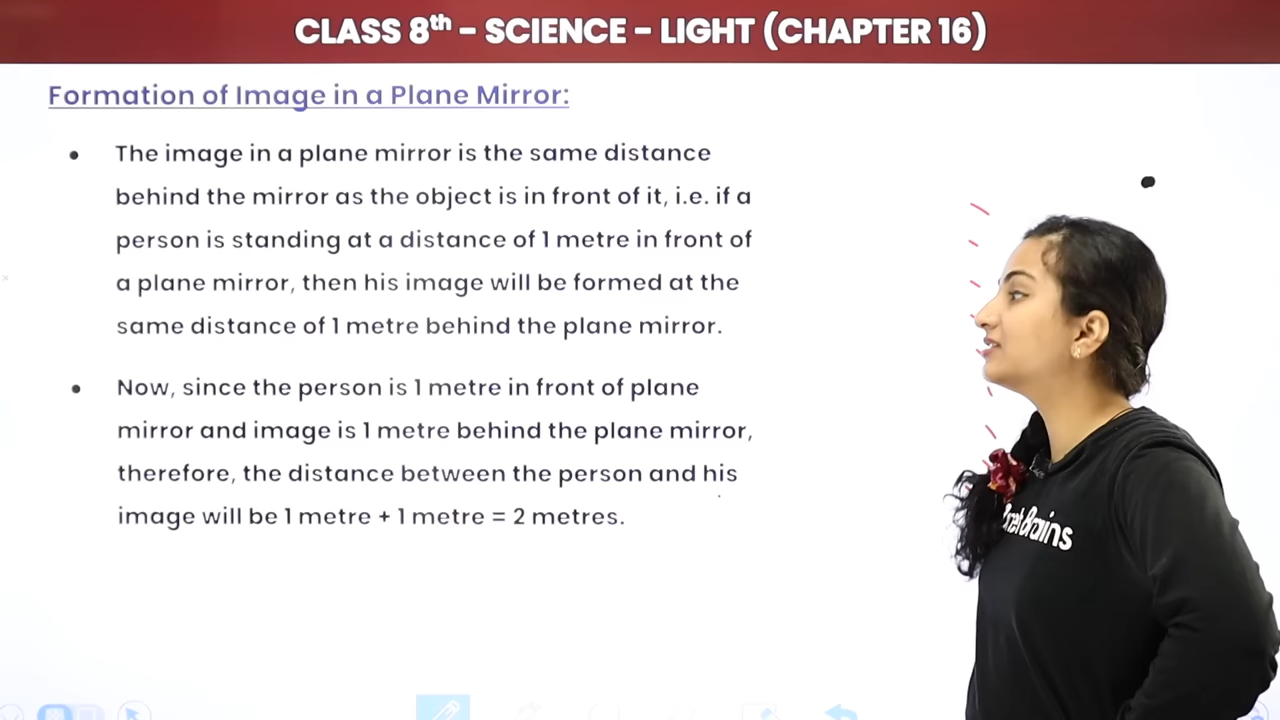 CLASS 8th – SCIENCE – LIGHT (CHAPTER 16)
Formation of Image in a Plane Mirror:
• The image in a plane mirror is the same distance
behind the mirror as the object is in front of it, i.e. if a
person is standing at a distance of 1 metre in front of
a plane mirror, then his image will be formed at the
same distance of 1 metre behind the plane mirror.
• Now, since the person is 1 metre in front of plane
mirror and image is 1 metre behind the plane mirror,
therefore, the distance between the person and his
image will be 1 metre + 1 metre = 2 metres.
Brains